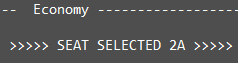 -- Economy ------------------
>>>>> SEAT SELECTED 2A >>>>>